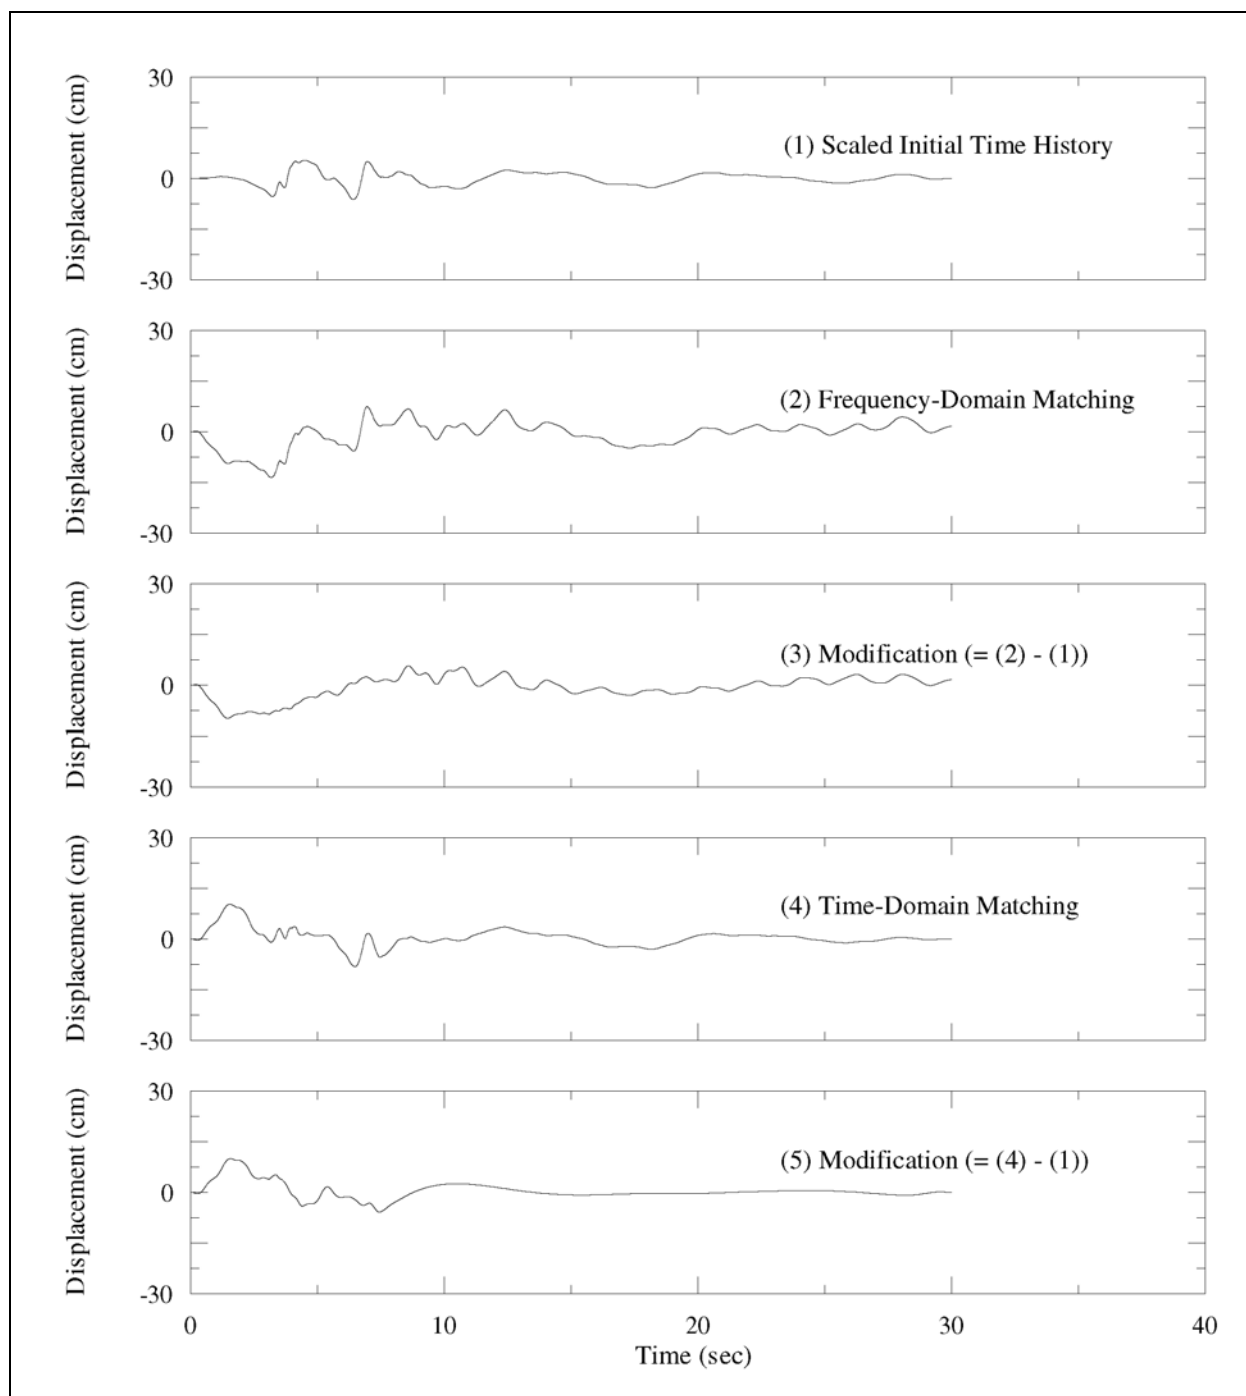 30
(1) Scaled Initial Time History
Displacement (cm)
0
-30
30
(2) Frequency-Domain Matching
Displacement (cm)
0
-30
30
(3) Modification (= (2) - (1))
Displacement (cm)
0
-30
30
(4) Time-Domain Matching
Displacement (cm)
0
-30
30
(5) Modification (= (4) - (1))
Displacement (cm)
0
-30
0 10 20 30 40
Time (sec)